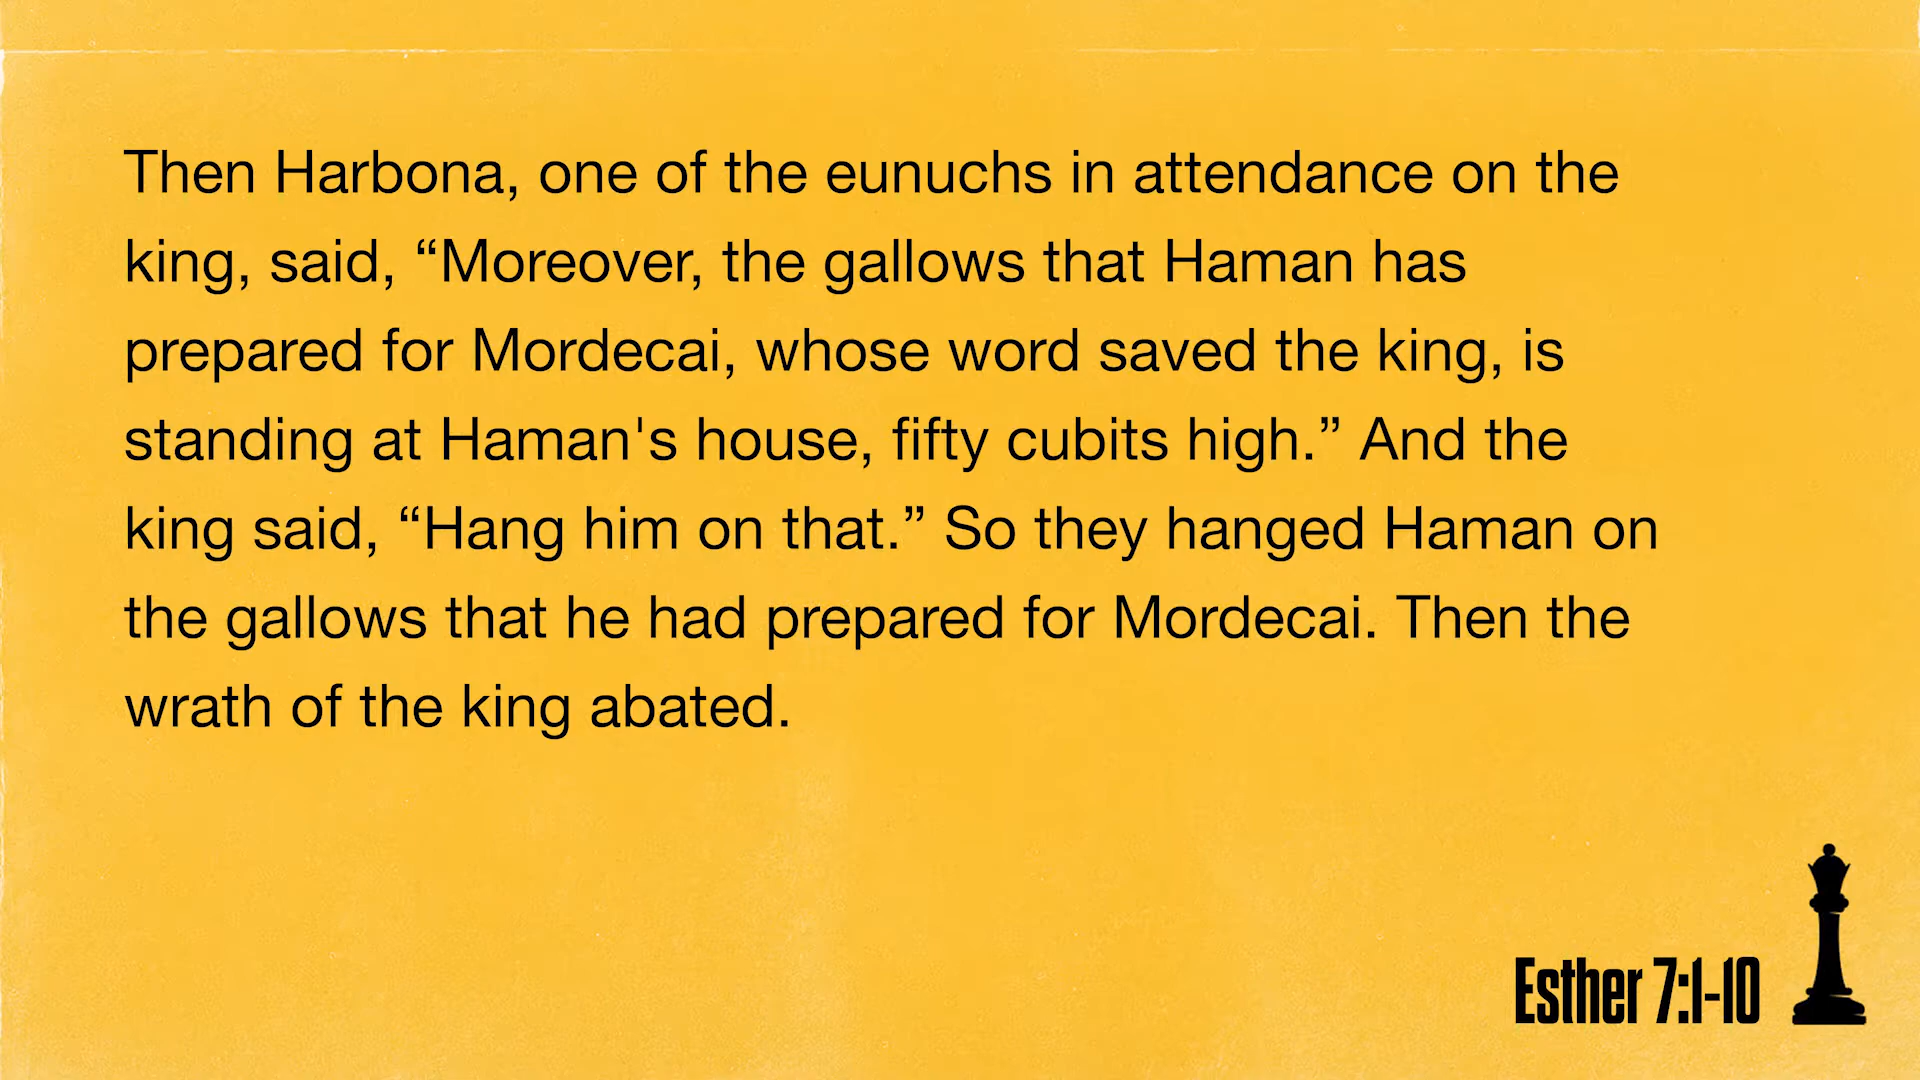 Then Harbona, one of the eunuchs in attendance on the
king, said, “Moreover, the gallows that Haman has
prepared for Mordecai, whose word saved the king, is
standing at Haman's house, fifty cubits high.” And the
king said, “Hang him on that.” So they hanged Haman on
the gallows that he had prepared for Mordecai. Then the
wrath of the king abated.
Esther 7:1-10